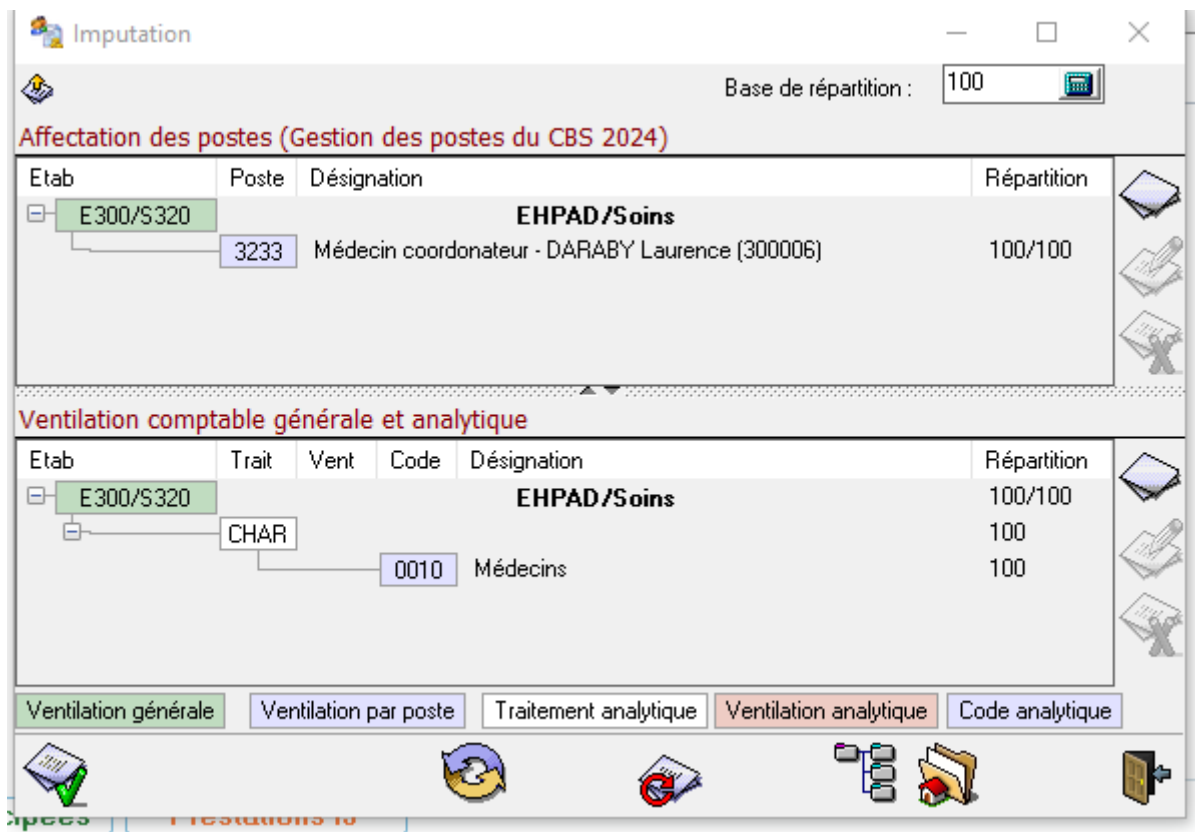 Imputation
Base de répartition : 100
Affectation des postes (Gestion des postes du CBS 2024)
Etab Poste Désignation Répartition
E300/S320 EHPAD/Soins
3233 Médecin coordonateur - DARABY Laurence (300006) 100/100
Ventilation comptable générale et analytique
Etab Trait Vent Code Désignation Répartition
E300/S320 EHPAD/Soins 100/100
CHAR 100
0010 Médecins 100
Ventilation générale Ventilation par poste Traitement analytique Ventilation analytique Code analytique